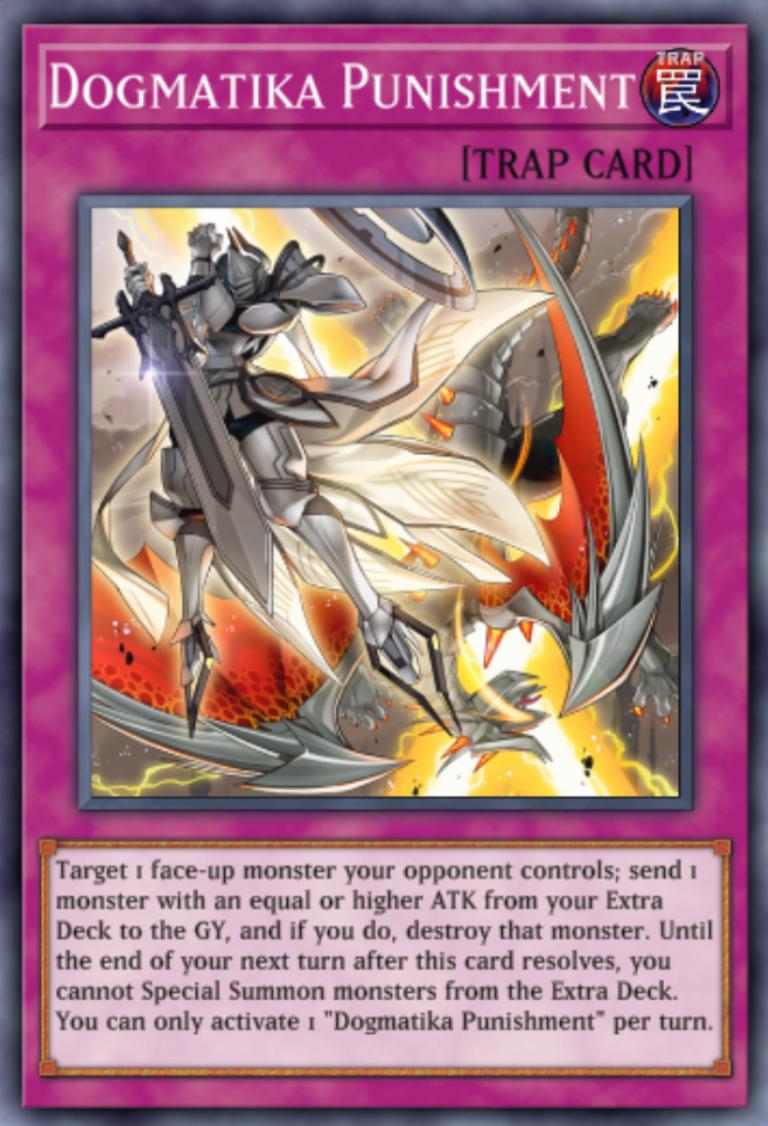 DOGMATIKA PUNISHMENT
TRAP
罠
[TRAP CARD]
Target 1 face-up monster your opponent controls; send 1
monster with an equal or higher ATK from your Extra
Deck to the GY, and if you do, destroy that monster. Until
the end of your next turn after this card resolves, you
cannot Special Summon monsters from the Extra Deck.
You can only activate 1 "Dogmatika Punishment" per turn.